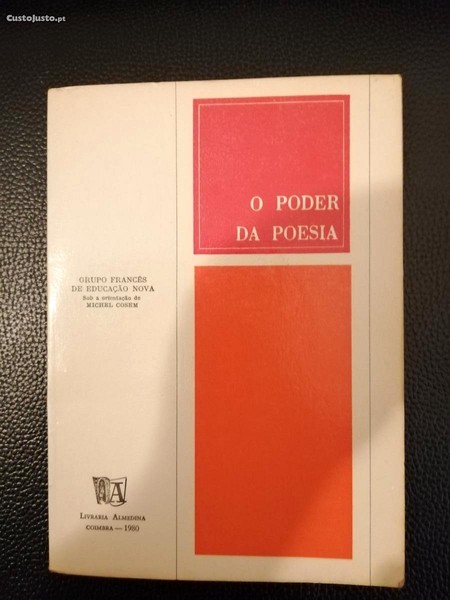 CustoJusto.pt
O PODER
DA POESIA
GRUPO FRANCÊS
DE EDUCAÇÃO NOVA
Sob a orientação de
MICHEL COSEM
LIVRARIA ALMEDINA
COIMBRA — 1980